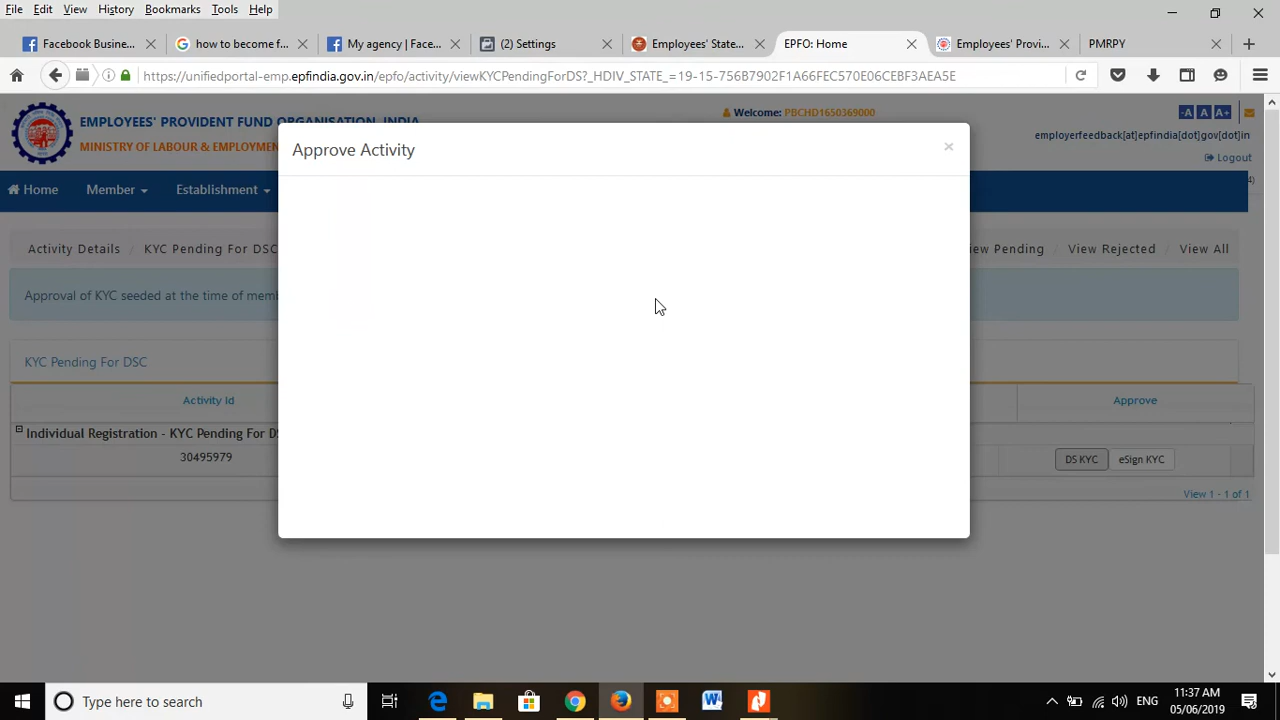 File Edit View History Bookmarks Tools Help
Facebook Busine... × how to become f... × My agency | Face... × (2) Settings × Employees' State... × EPFO: Home × Employees' Provi... × PMRPY ×
https://unifiedportal-emp.epfindia.gov.in/epfo/activity/viewKYCPendingForDS?_HDIV_STATE_=19-15-756B7902F1A66FEC570E06CEBF3AEA5E
EMPLOYEES' PROVIDENT FUND ORGANISATION, INDIA
MINISTRY OF LABOUR & EMPLOYMEN
Welcome: PBCHD1650369000
-A A A+
employerfeedback[at]epfindia[dot]gov[dot]in
Logout
Home Member Establishment
4)
Approve Activity ×
Activity Details / KYC Pending For DSC
Pending / View Rejected / View All
Approval of KYC seeded at the time of mem
KYC Pending For DSC
Activity Id Approve
Individual Registration - KYC Pending For D
30495979 DS KYC eSign KYC
View 1 - 1 of 1
Type here to search
ENG
11:37 AM
05/06/2019